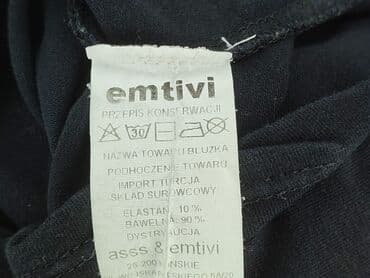 emtivi
PRZEPIS KONSERWACJI
30
NAZWA TOWARU BLUZKA
PODHOCZENIE TOWARU
IMPORT TURCJA
SKŁAD SUROWCOWY
ELASTAN 10 %
BAWEŁNA 90 %
DYSTRYBUCJA
asss & emtivi